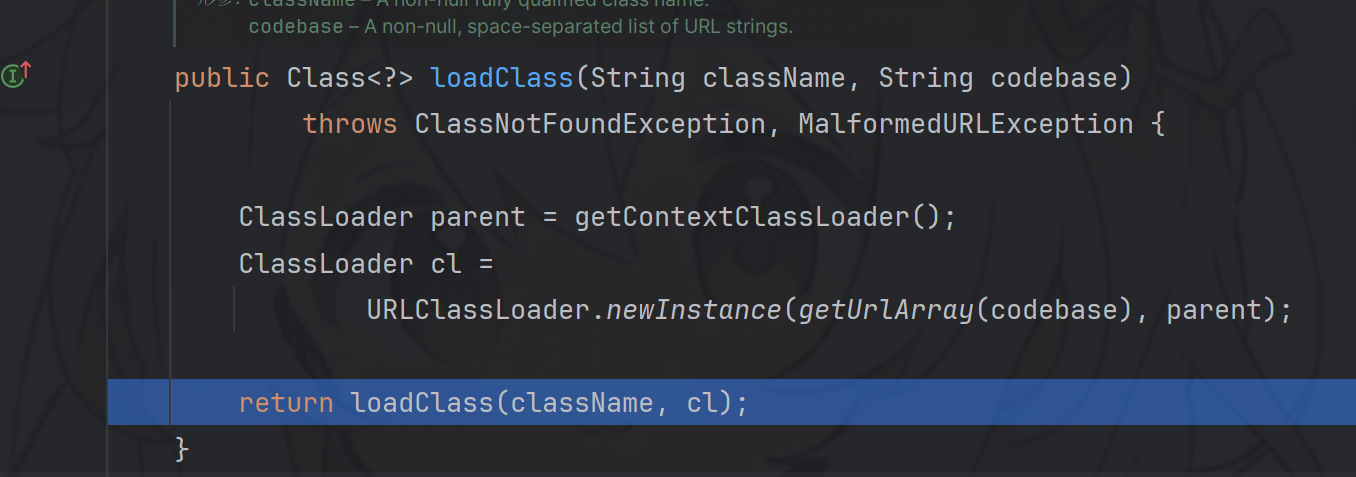 className – A non-null fully qualified class name.
codebase – A non-null, space-separated list of URL strings.
public Class<?> loadClass(String className, String codebase)
throws ClassNotFoundException, MalformedURLException {
ClassLoader parent = getContextClassLoader();
ClassLoader cl =
URLClassLoader.newInstance(getUrlArray(codebase), parent);
return loadClass(className, cl);
}